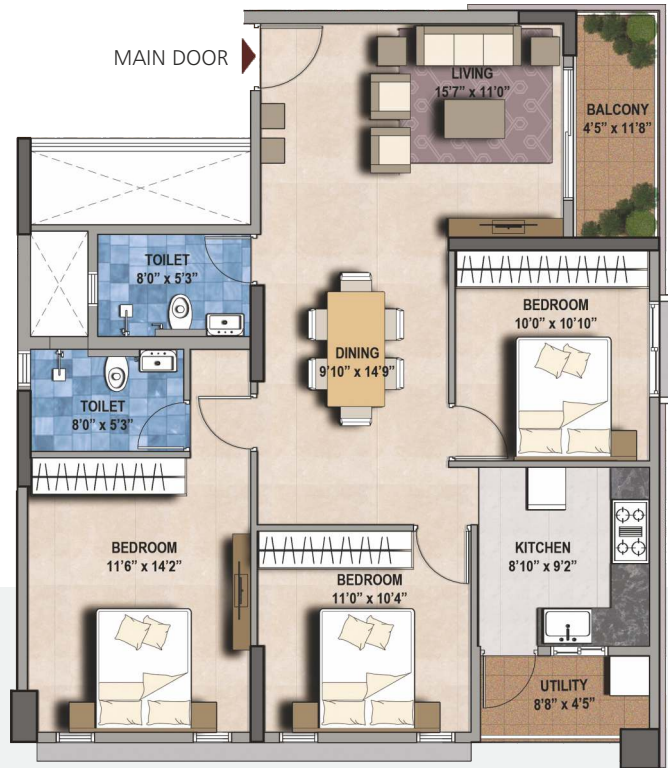 MAIN DOOR
LIVING
15’7” x 11’0”
BALCONY
4’5” x 11’8”
TOILET
8’0” x 5’3”
BEDROOM
10’0” x 10’10”
DINING
9’10” x 14’9”
TOILET
8’0” x 5’3”
BEDROOM
11’6” x 14’2”
KITCHEN
8’10” x 9’2”
BEDROOM
11’0” x 10’4”
UTILITY
8’8” x 4’5”